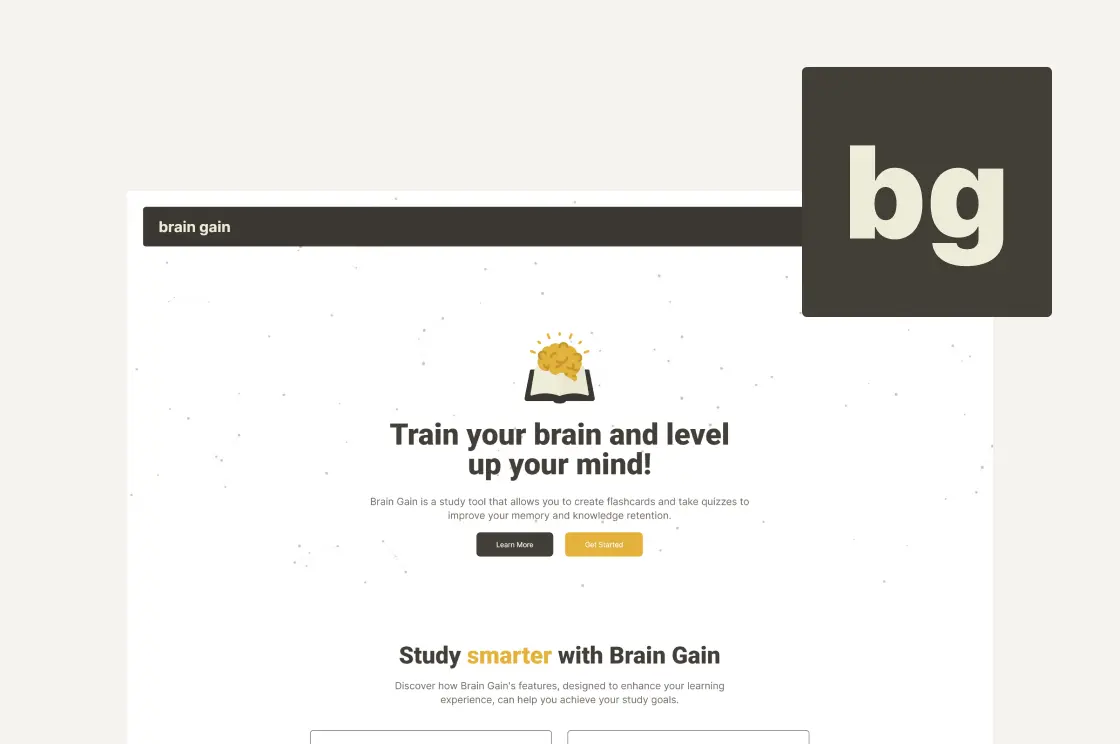 bg
brain gain
Train your brain and level
up your mind!
Brain Gain is a study tool that allows you to create flashcards and take quizzes to
improve your memory and knowledge retention.
Learn More
Get Started
Study smarter with Brain Gain
Discover how Brain Gain's features, designed to enhance your learning
experience, can help you achieve your study goals.